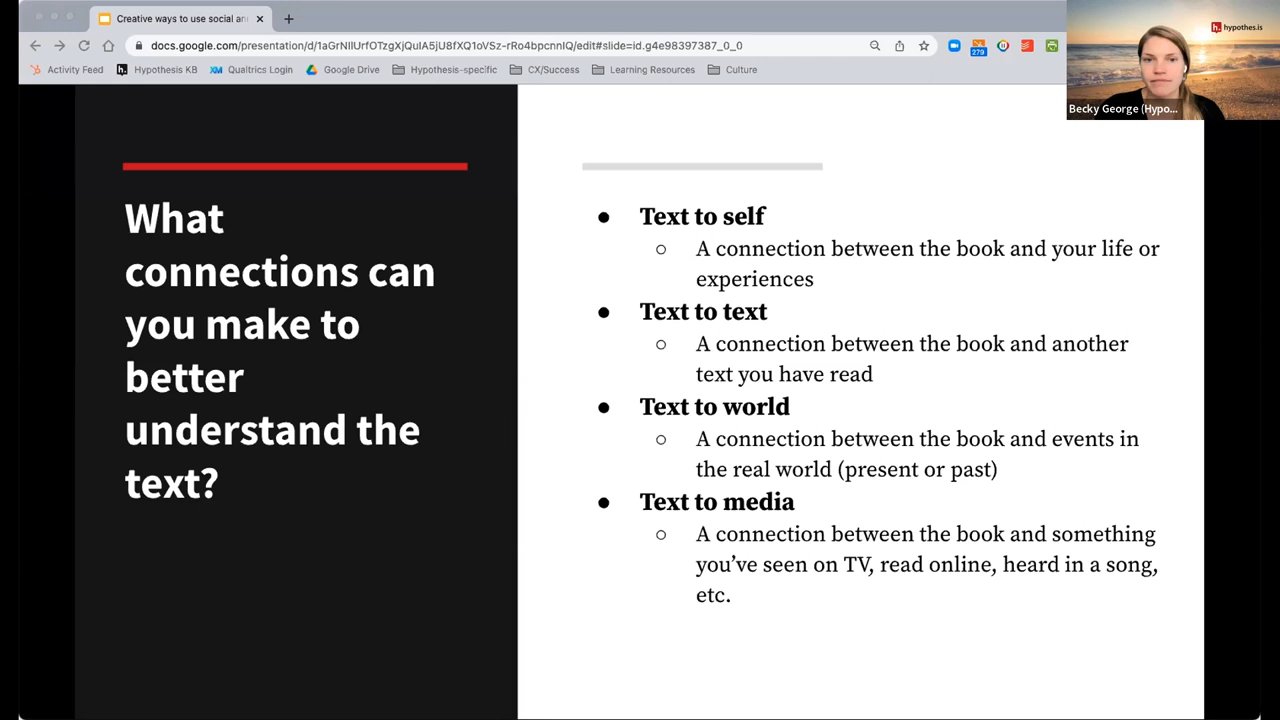 Creative ways to use social an
docs.google.com/presentation/d/1aGrNIlUrfOTzgXjQuIA5jU8fXQ1oVSz-rRo4bpcnnIQ/edit#slide=id.g4e98397387_0_0
279
Activity Feed
Hypothesis KB
XM Qualtrics Login
Google Drive
Hypothesis-specific
CX/Success
Learning Resources
Culture
h. hypothes.is
Becky George (Hypo...
What
connections can
you make to
better
understand the
text?
● Text to self
○ A connection between the book and your life or
experiences
● Text to text
○ A connection between the book and another
text you have read
● Text to world
○ A connection between the book and events in
the real world (present or past)
● Text to media
○ A connection between the book and something
you’ve seen on TV, read online, heard in a song,
etc.